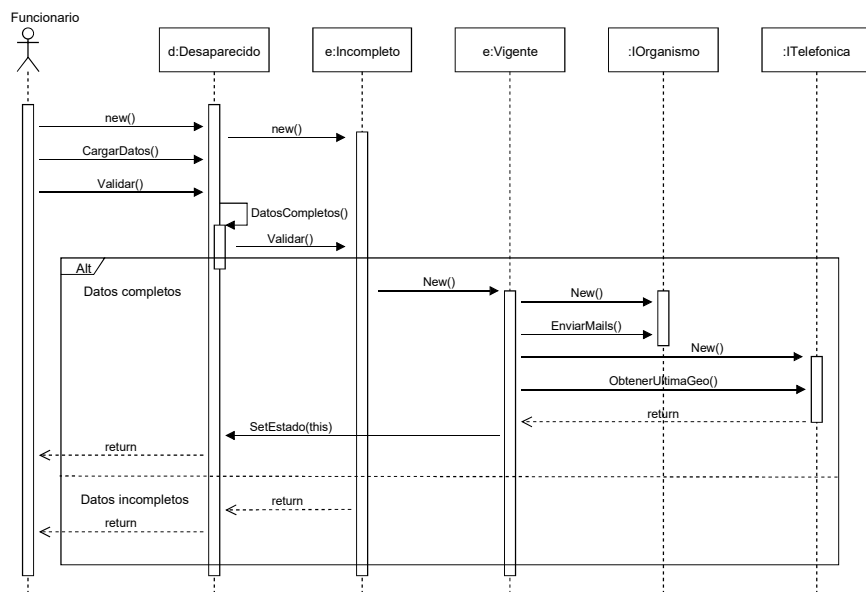 Funcionario
d:Desaparecido
e:Incompleto
e:Vigente
:IOrganismo
:ITelefonica
new()
new()
CargarDatos()
Validar()
DatosCompletos()
Validar()
Alt
Datos completos
New()
New()
EnviarMails()
New()
ObtenerUltimaGeo()
return
SetEstado(this)
return
Datos incompletos
return
return